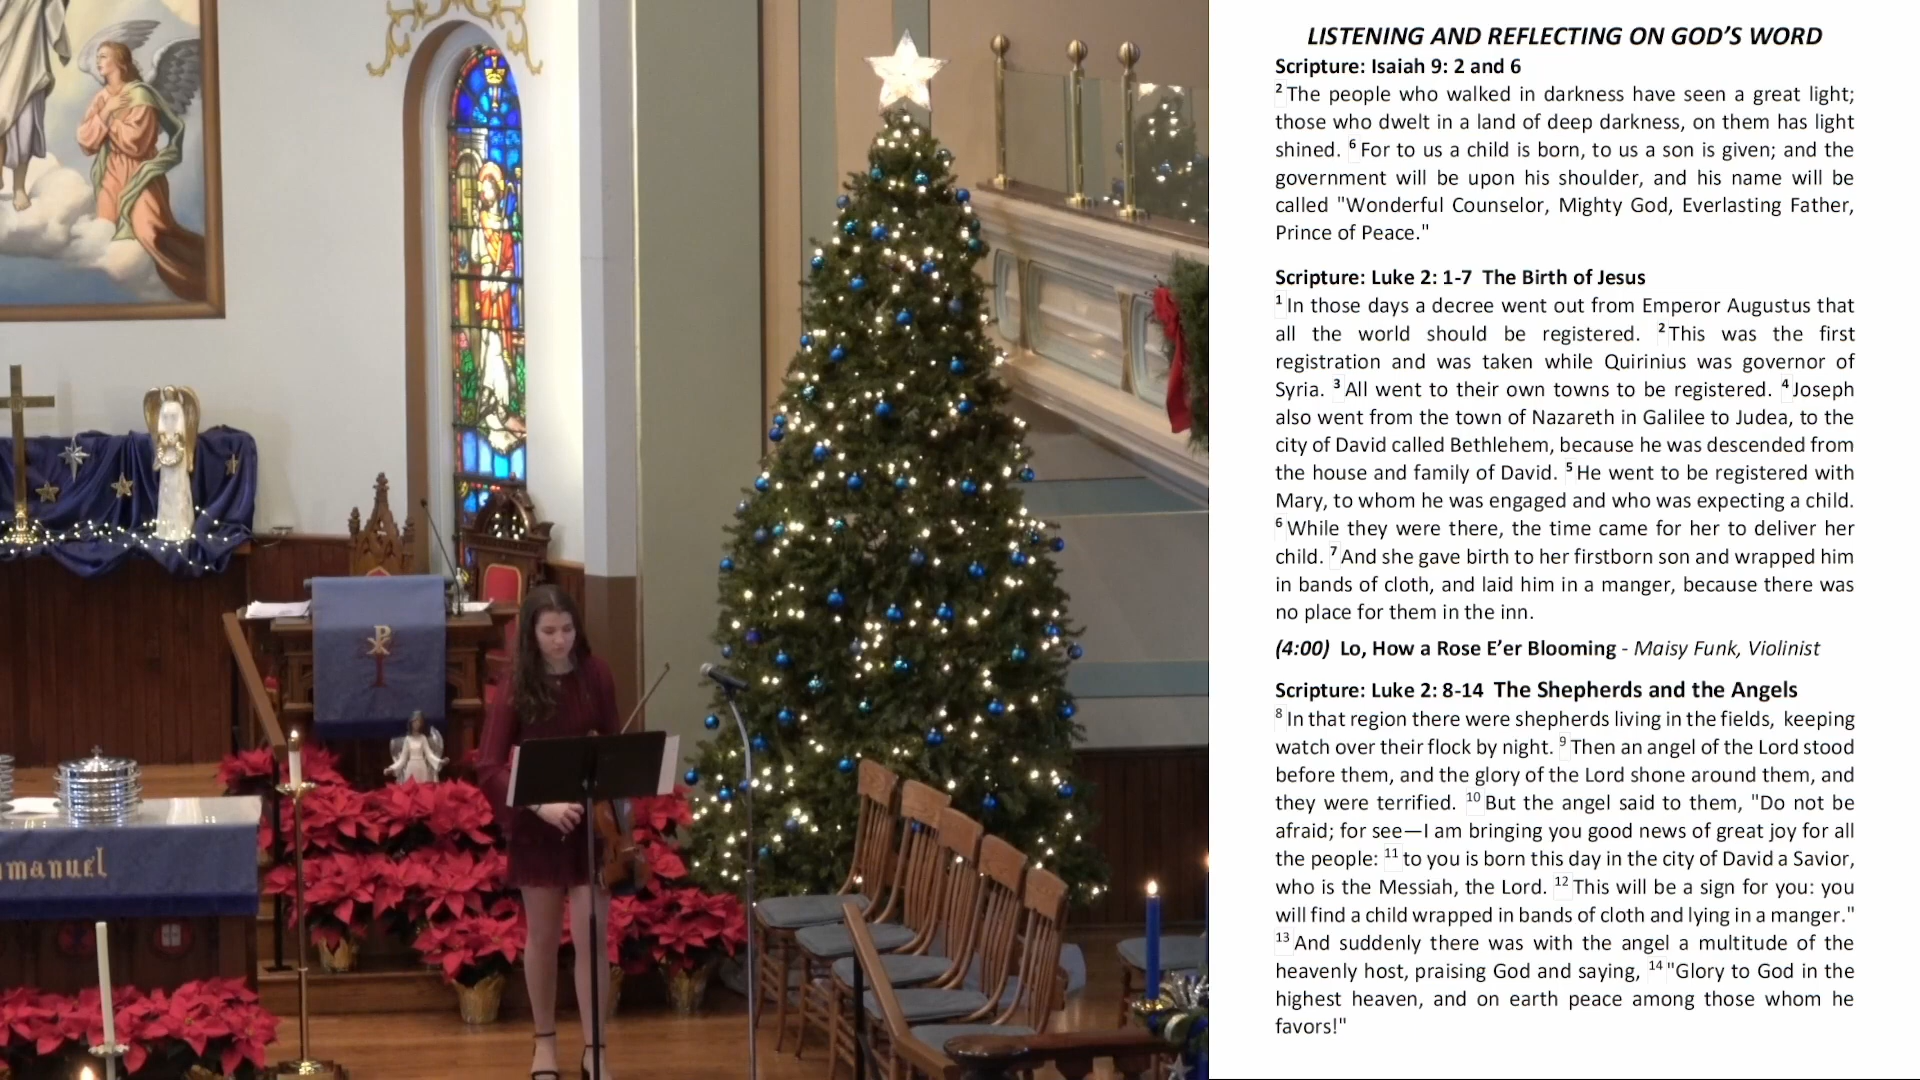 manuel
LISTENING AND REFLECTING ON GOD'S WORD
Scripture: Isaiah 9: 2 and 6
2 The people who walked in darkness have seen a great light;
those who dwelt in a land of deep darkness, on them has light
shined. 6 For to us a child is born, to us a son is given; and the
government will be upon his shoulder, and his name will be
called "Wonderful Counselor, Mighty God, Everlasting Father,
Prince of Peace."
Scripture: Luke 2: 1-7 The Birth of Jesus
1 In those days a decree went out from Emperor Augustus that
all the world should be registered. 2 This was the first
registration and was taken while Quirinius was governor of
Syria. 3 All went to their own towns to be registered. 4 Joseph
also went from the town of Nazareth in Galilee to Judea, to the
city of David called Bethlehem, because he was descended from
the house and family of David. 5 He went to be registered with
Mary, to whom he was engaged and who was expecting a child.
6 While they were there, the time came for her to deliver her
child. 7 And she gave birth to her firstborn son and wrapped him
in bands of cloth, and laid him in a manger, because there was
no place for them in the inn.
(4:00) Lo, How a Rose E'er Blooming - Maisy Funk, Violinist
Scripture: Luke 2: 8-14 The Shepherds and the Angels
8 In that region there were shepherds living in the fields, keeping
watch over their flock by night. 9 Then an angel of the Lord stood
before them, and the glory of the Lord shone around them, and
they were terrified. 10 But the angel said to them, "Do not be
afraid; for see—I am bringing you good news of great joy for all
the people: 11 to you is born this day in the city of David a Savior,
who is the Messiah, the Lord. 12 This will be a sign for you: you
will find a child wrapped in bands of cloth and lying in a manger."
13 And suddenly there was with the angel a multitude of the
heavenly host, praising God and saying, 14 "Glory to God in the
highest heaven, and on earth peace among those whom he
favors!"